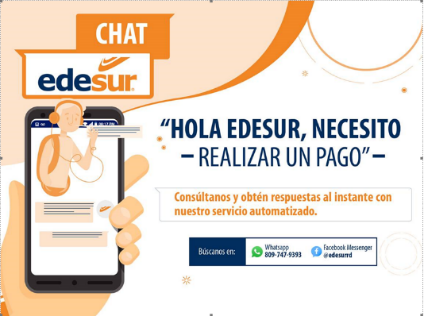 CHAT
edesur
“HOLA EDESUR, NECESITO
– REALIZAR UN PAGO” –
Consúltanos y obtén respuestas al instante con
nuestro servicio automatizado.
Búscanos en:
Whatsapp
809-747-9393
Facebook Messenger
@edesurrd